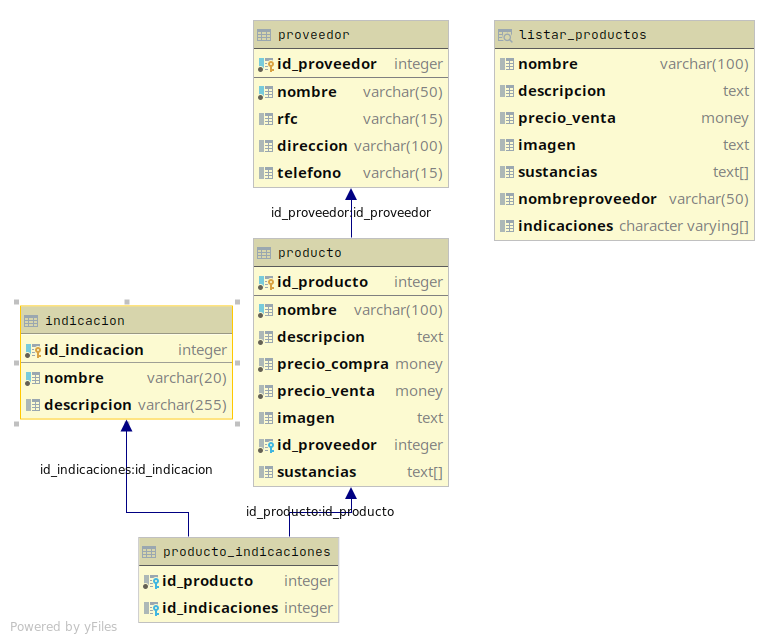 proveedor
id_proveedor integer
nombre varchar(50)
rfc varchar(15)
direccion varchar(100)
telefono varchar(15)
listar_productos
nombre varchar(100)
descripcion text
precio_venta money
imagen text
sustancias text[]
nombreproveedor varchar(50)
indicaciones character varying[]
id_proveedor:id_proveedor
producto
id_producto integer
nombre varchar(100)
descripcion text
precio_compra money
precio_venta money
imagen text
id_proveedor integer
sustancias text[]
indicacion
id_indicacion integer
nombre varchar(20)
descripcion varchar(255)
id_indicaciones:id_indicacion
id_producto:id_producto
producto_indicaciones
id_producto integer
id_indicaciones integer
Powered by yFiles